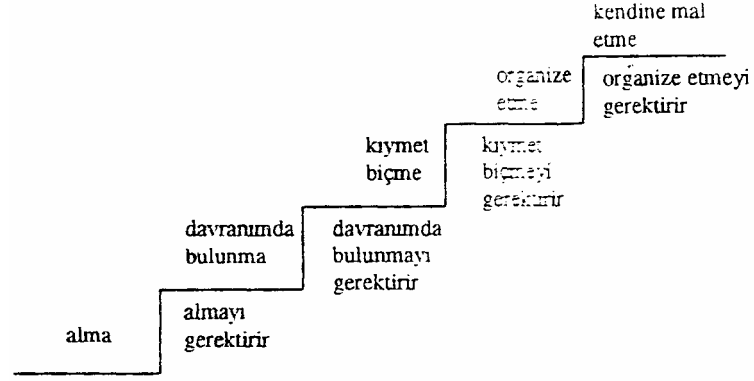 kendine mal
etme
organize
etme
organize etmeyi
gerektirir
kıymet
biçme
kıymet
biçmeyi
gerektirir
davranımda
bulunma
davranımda
bulunmayı
gerektirir
alma
almayı
gerektirir